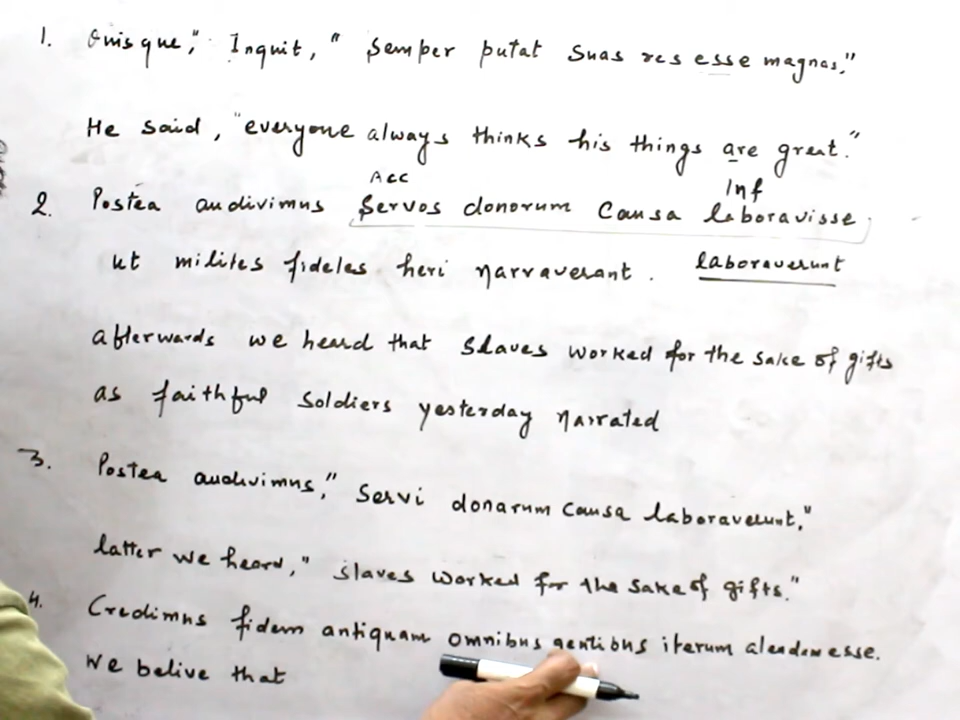 1. Quisque," Inquit, " Semper putat suas res esse magnas."
He said, "everyone always thinks his things are great."
Acc Inf
2. Postea audivimus servos donorum causa laboravisse.
ut milites fideles heri narraverant. laboraverunt
afterwards we heard that slaves worked for the sake of gifts
as faithful soldiers yesterday narrated
3. Postea audivimus," servi donarum causa laboraverunt,"
latter we heard," slaves worked for the sake of gifts."
4. Credimus fidem antiquam omnibus gentibus iterum alendam esse.
We belive that